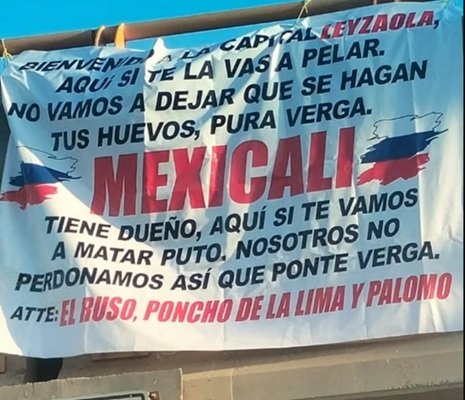 BIENVENIDO A LA CAPITAL LEYZAOLA,
AQUÍ SI TE LA VAS A PELAR.
NO VAMOS A DEJAR QUE SE HAGAN
TUS HUEVOS, PURA VERGA.
MEXICALI
TIENE DUEÑO, AQUÍ SI TE VAMOS
A MATAR PUTO. NOSOTROS NO
PERDONAMOS ASÍ QUE PONTE VERGA.
ATTE: EL RUSO, PONCHO DE LA LIMA Y PALOMO